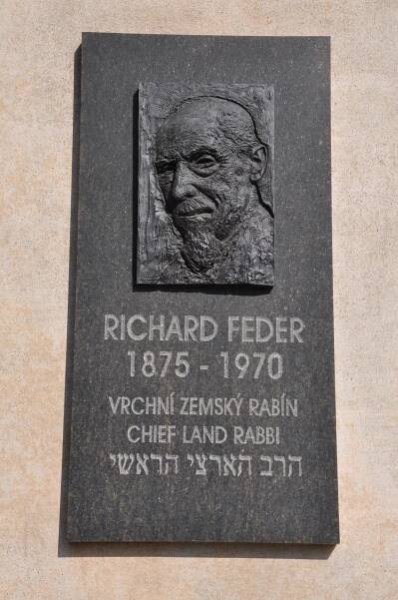 RICHARD FEDER
1875 - 1970
VRCHNÍ ZEMSKÝ RABÍN
CHIEF LAND RABBI
הרב הארצי הראשי